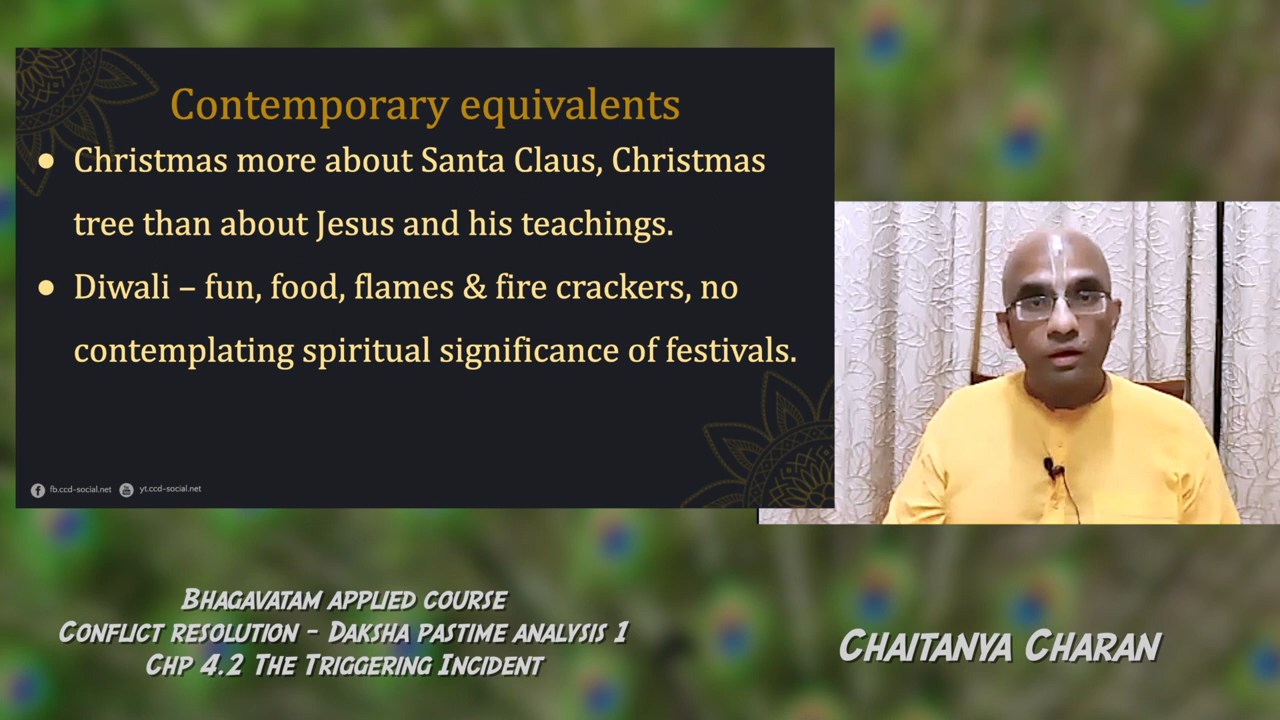 Contemporary equivalents
● Christmas more about Santa Claus, Christmas
tree than about Jesus and his teachings.
● Diwali – fun, food, flames & fire crackers, no
contemplating spiritual significance of festivals.
fb.ccd-social.net yt.ccd-social.net
BHAGAVATAM APPLIED COURSE
CONFLICT RESOLUTION - DAKSHA PASTIME ANALYSIS 1
CHP 4.2 THE TRIGGERING INCIDENT
CHAITANYA CHARAN